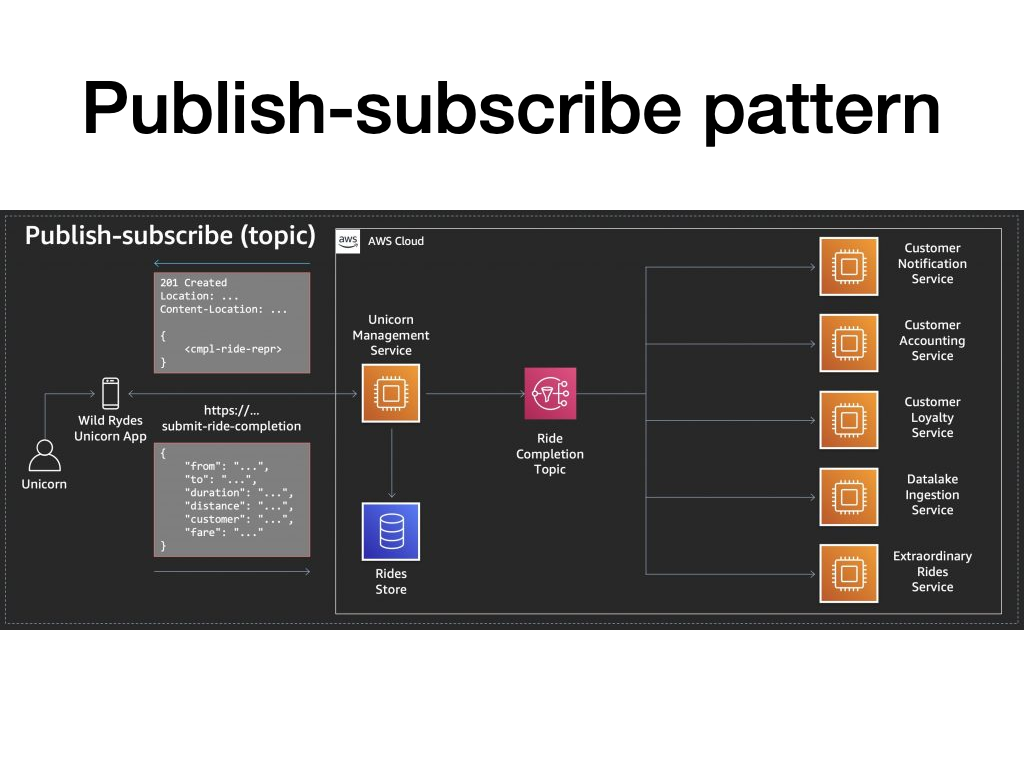 Publish-subscribe pattern
Publish-subscribe (topic)
aws
AWS Cloud
201 Created
Location: ...
Content-Location: ...
{
<cmpl-ride-repr>
}
Unicorn
Management
Service
Wild Rydes
Unicorn App
https://...
submit-ride-completion
Unicorn
{
"from": "...",
"to": "...",
"duration": "...",
"distance": "...",
"customer": "...",
"fare": "..."
}
Rides
Store
Ride
Completion
Topic
Customer
Notification
Service
Customer
Accounting
Service
Customer
Loyalty
Service
Datalake
Ingestion
Service
Extraordinary
Rides
Service